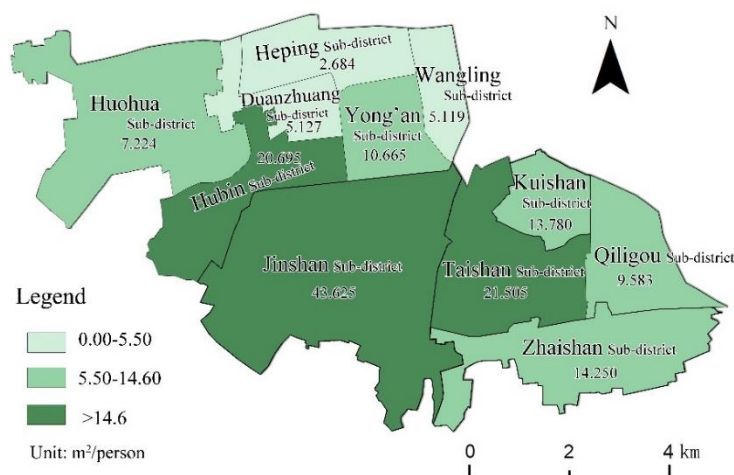 N
Heping Sub-district
2.684
Wangling
Sub-district
5.119
Huohua
Sub-district
7.224
Duanzhuang
Sub-district
5.127
Yong'an
Sub-district
10.665
20.695
Hubin Sub-district
Kuishan
Sub-district
13.780
Jinshan Sub-district
43.625
Taishan Sub-district
21.505
Qiligou Sub-district
9.583
Zhaishan Sub-district
14.250
Legend
0.00-5.50
5.50-14.60
>14.6
Unit: m²/person
0 2 4 km